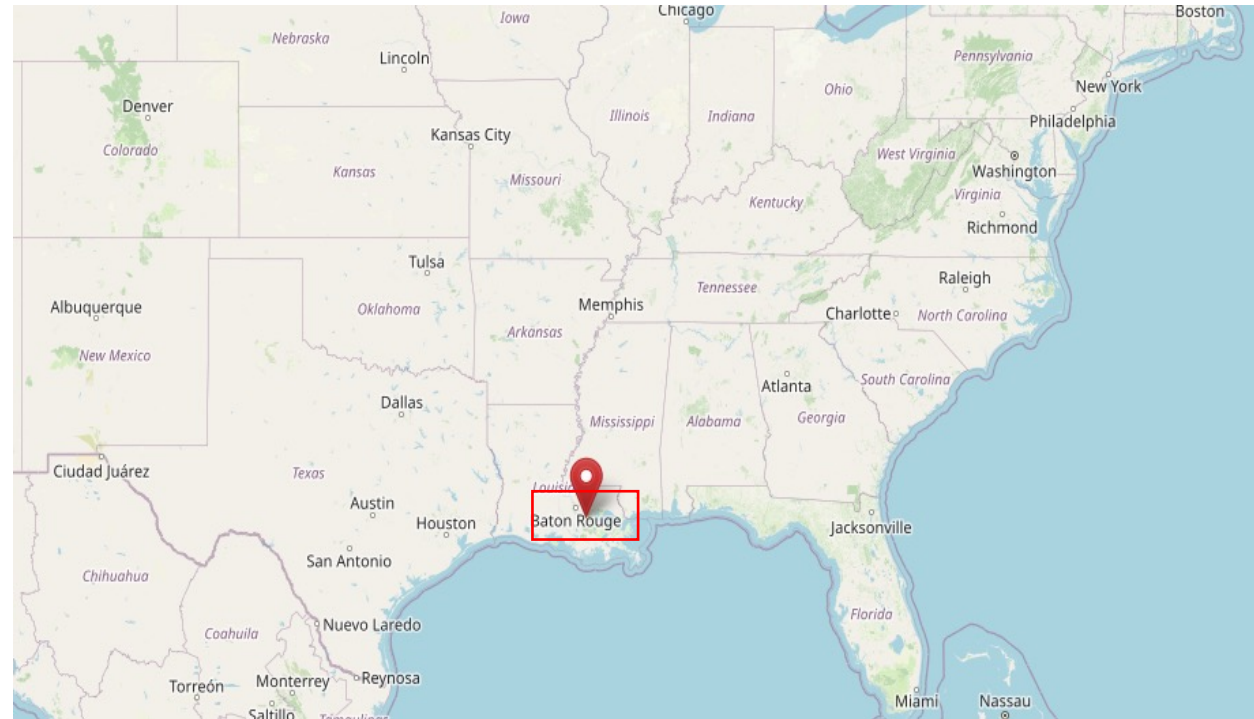 Iowa
Chicago
Boston
Nebraska
Lincoln
Pennsylvania
Denver
Ohio
New York
Illinois
Indiana
Philadelphia
Colorado
Kansas City
West Virginia
Kansas
Missouri
Washington
Kentucky
Virginia
Richmond
Tulsa
Raleigh
Tennessee
Albuquerque
Oklahoma
Memphis
Charlotte
North Carolina
Arkansas
New Mexico
Atlanta
South Carolina
Dallas
Mississippi
Alabama
Georgia
Ciudad Juárez
Texas
Austin
Houston
Baton Rouge
Jacksonville
San Antonio
Chihuahua
Florida
Nuevo Laredo
Coahuila
Torreón
Monterrey
Reynosa
Miami
Nassau
Saltillo